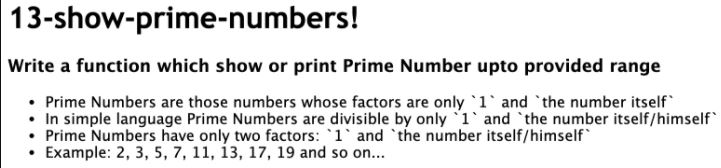 13-show-prime-numbers!
Write a function which show or print Prime Number upto provided range
• Prime Numbers are those numbers whose factors are only `1` and `the number itself`
• In simple language Prime Numbers are divisible by only `1` and `the number itself/himself`
• Prime Numbers have only two factors: `1` and `the number itself/himself`
• Example: 2, 3, 5, 7, 11, 13, 17, 19 and so on...